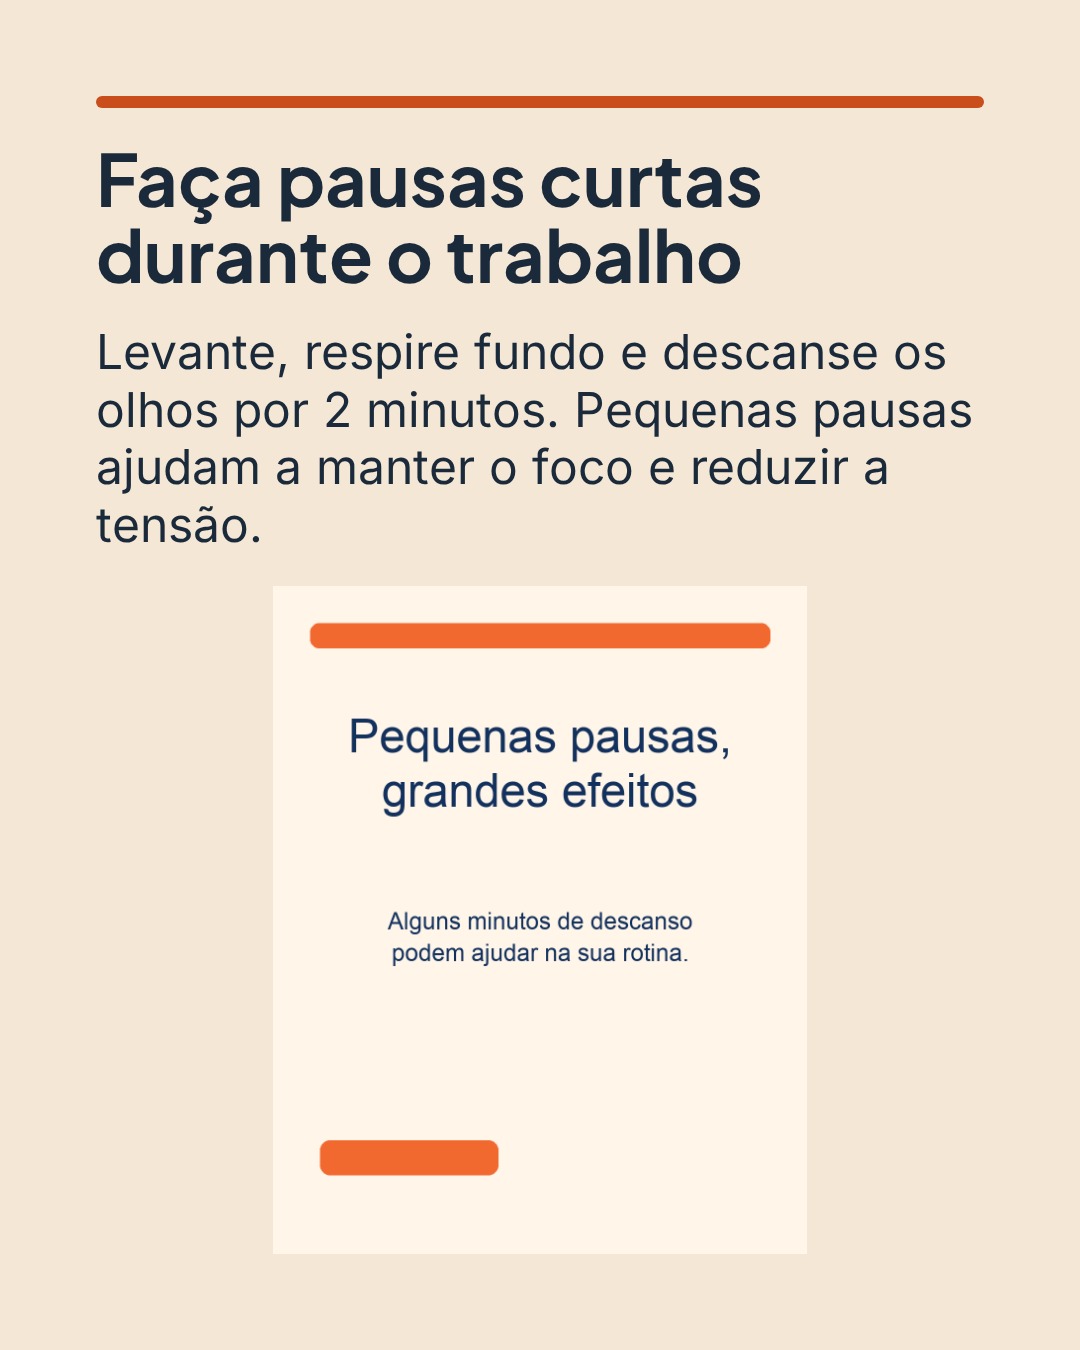 Faça pausas curtas
durante o trabalho
Levante, respire fundo e descanse os
olhos por 2 minutos. Pequenas pausas
ajudam a manter o foco e reduzir a
tensão.
Pequenas pausas,
grandes efeitos
Alguns minutos de descanso
podem ajudar na sua rotina.